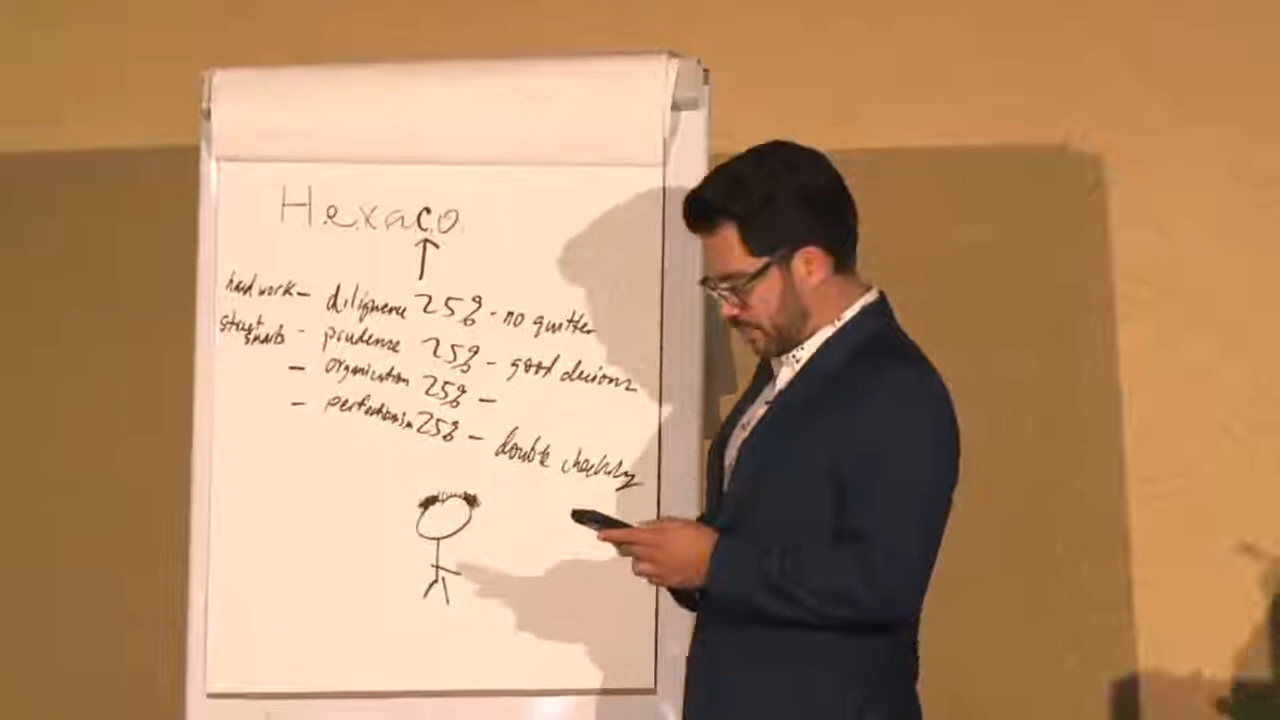 Hexaco
hard work - diligence 25% - no quitter
street smarts - prudence 25% - good decisions
- organization 25% -
- perfectionism 25% - double checking